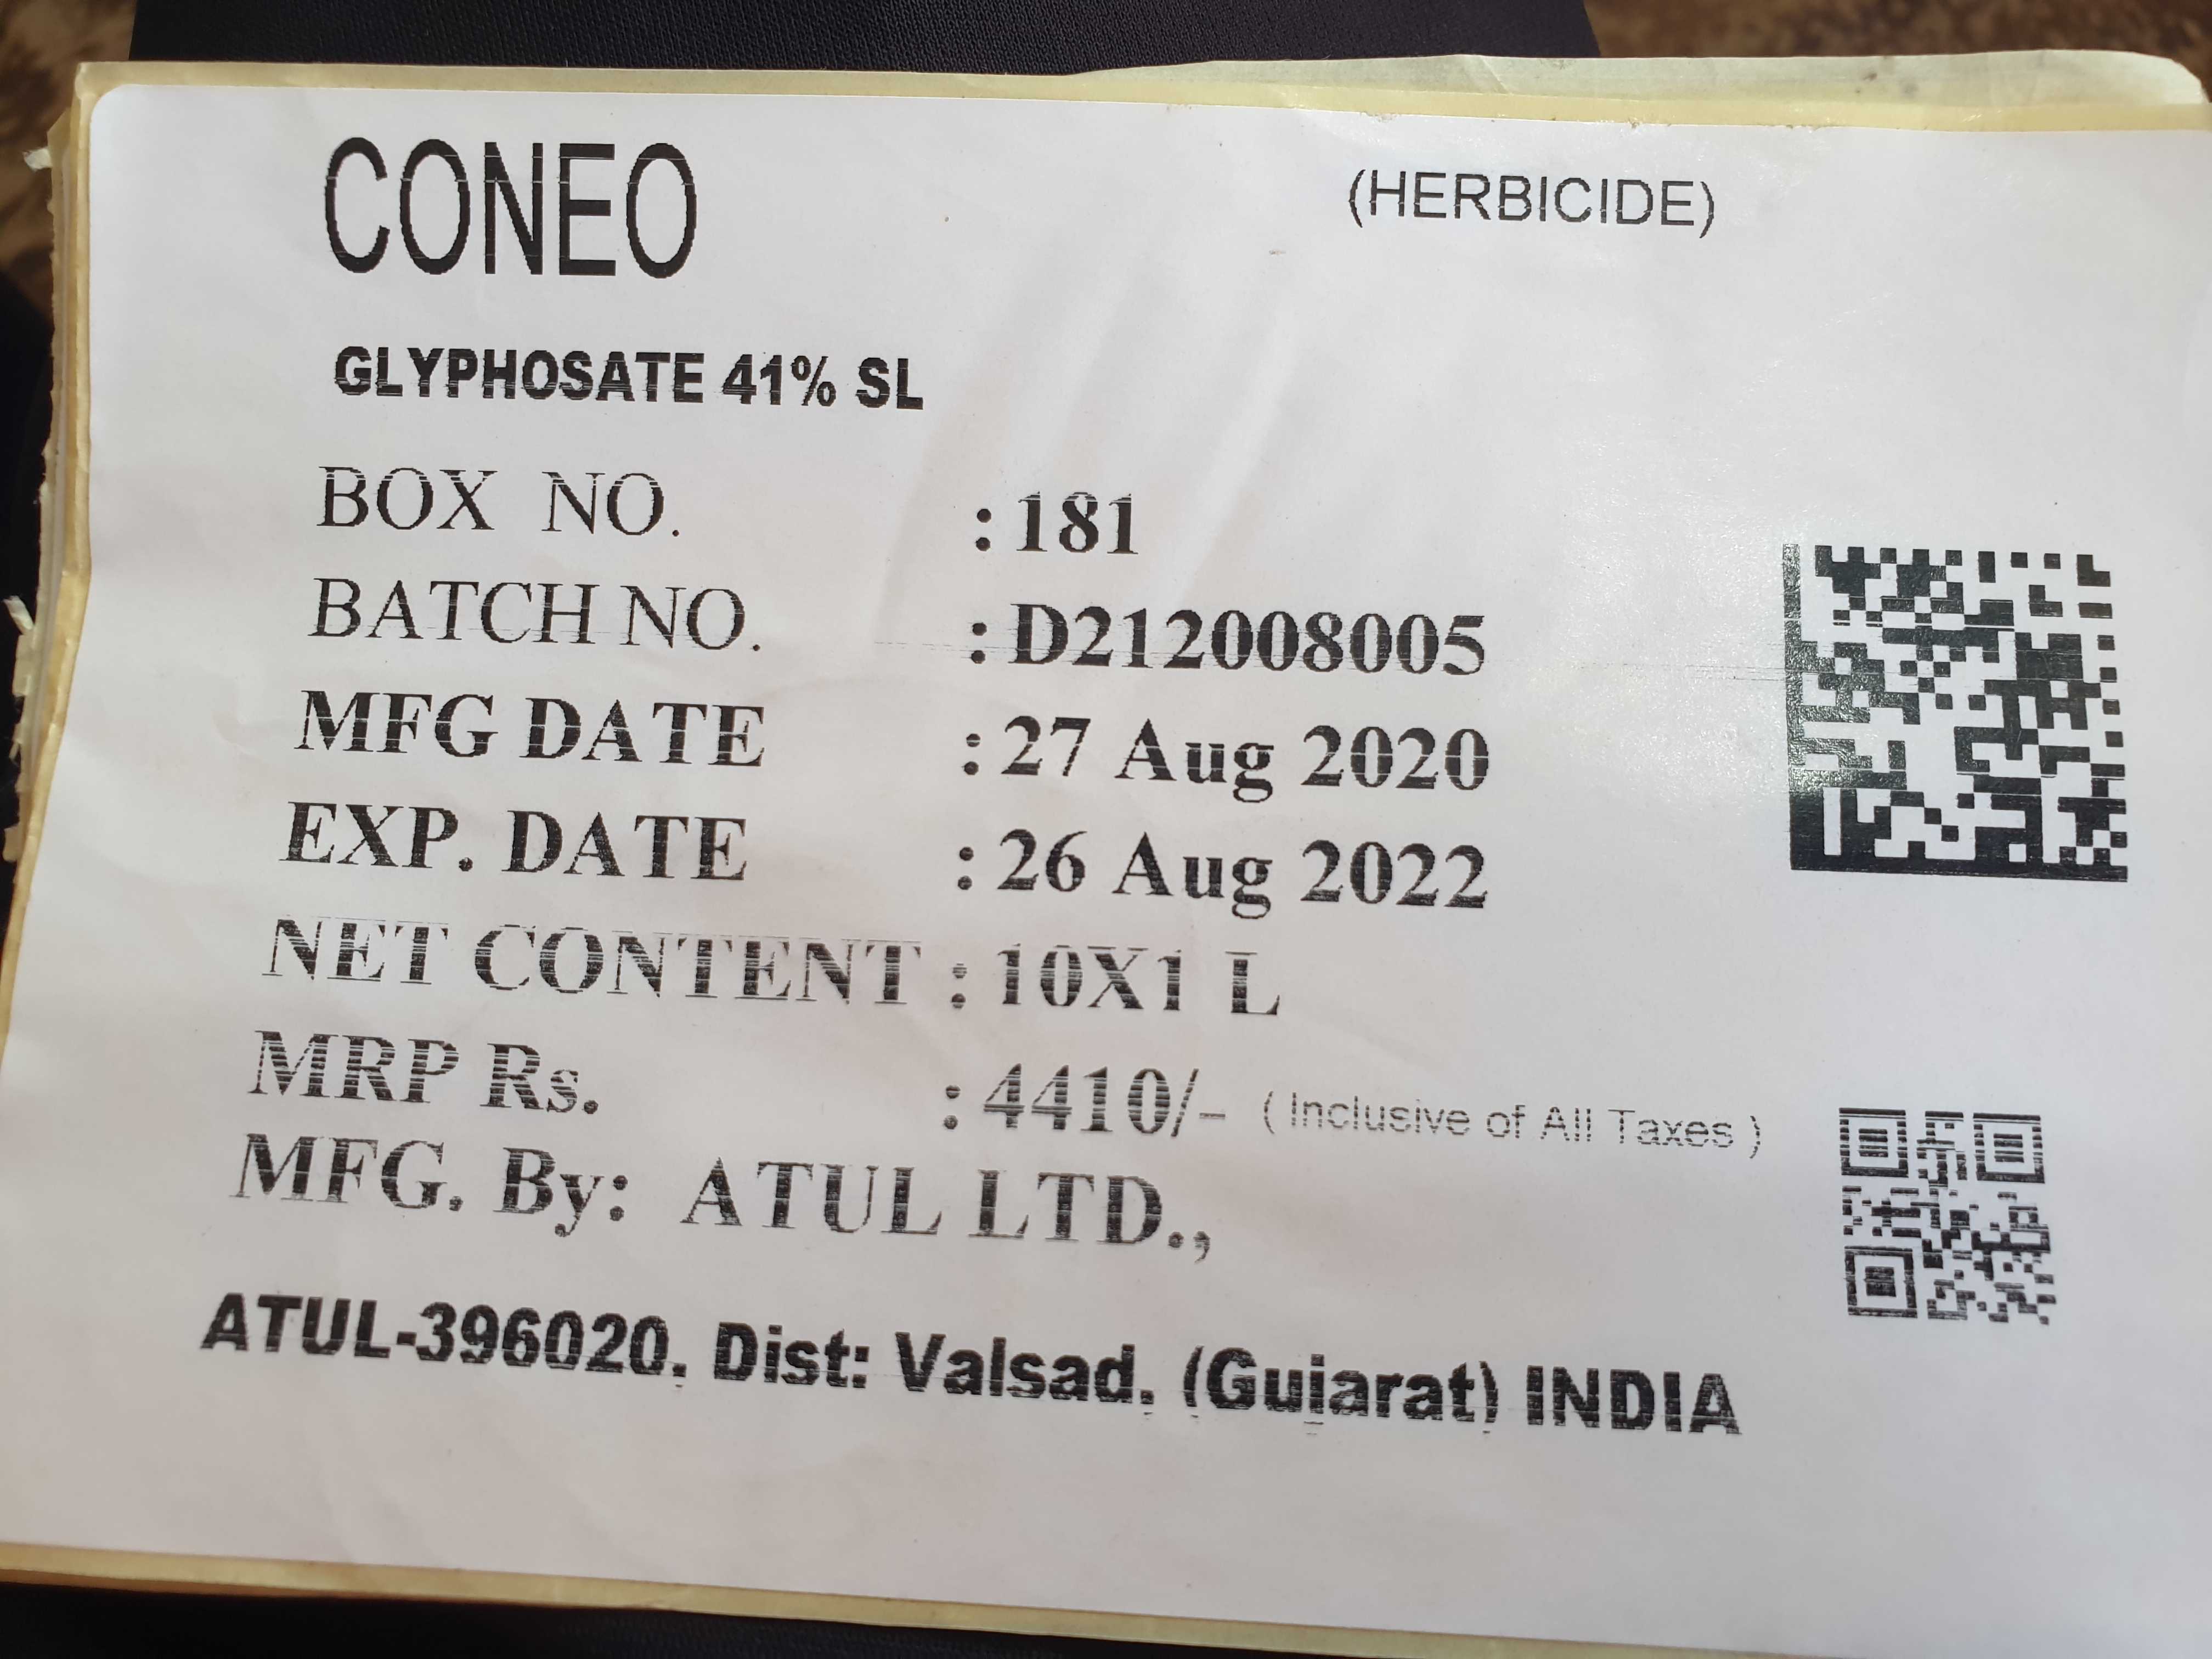 CONEO (HERBICIDE)
GLYPHOSATE 41% SL
BOX NO. : 181
BATCH NO. : D212008005
MFG DATE : 27 Aug 2020
EXP. DATE : 26 Aug 2022
NET CONTENT : 10X1 L
MRP Rs. : 4410/- ( Inclusive of All Taxes )
MFG. By: ATUL LTD.,
ATUL-396020, Dist: Valsad, (Gujarat) INDIA